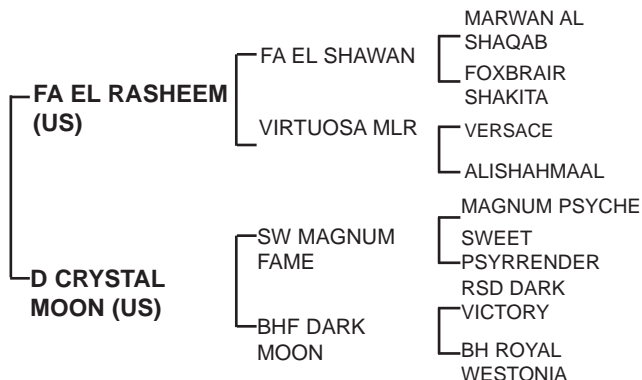 FA EL RASHEEM
(US)
FA EL SHAWAN
MARWAN AL
SHAQAB
FOXBRAIR
SHAKITA
VIRTUOSA MLR
VERSACE
ALISHAHMAAL
D CRYSTAL
MOON (US)
SW MAGNUM
FAME
MAGNUM PSYCHE
SWEET
PSYRRENDER
BHF DARK
MOON
RSD DARK
VICTORY
BH ROYAL
WESTONIA